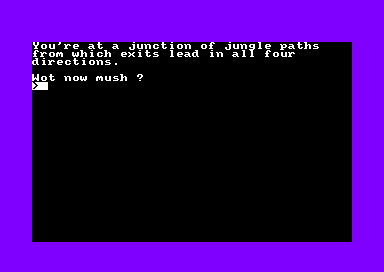 You're at a junction of jungle paths
from which exits lead in all four
directions.
Wot now mush ?
>